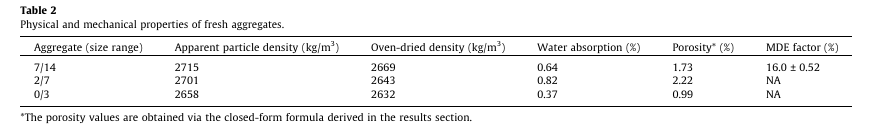 Table 2
Physical and mechanical properties of fresh aggregates.
Aggregate (size range) Apparent particle density (kg/m³) Oven-dried density (kg/m³) Water absorption (%) Porosity* (%) MDE factor (%)
7/14 2715 2669 0.64 1.73 16.0 ± 0.52
2/7 2701 2643 0.82 2.22 NA
0/3 2658 2632 0.37 0.99 NA
*The porosity values are obtained via the closed-form formula derived in the results section.